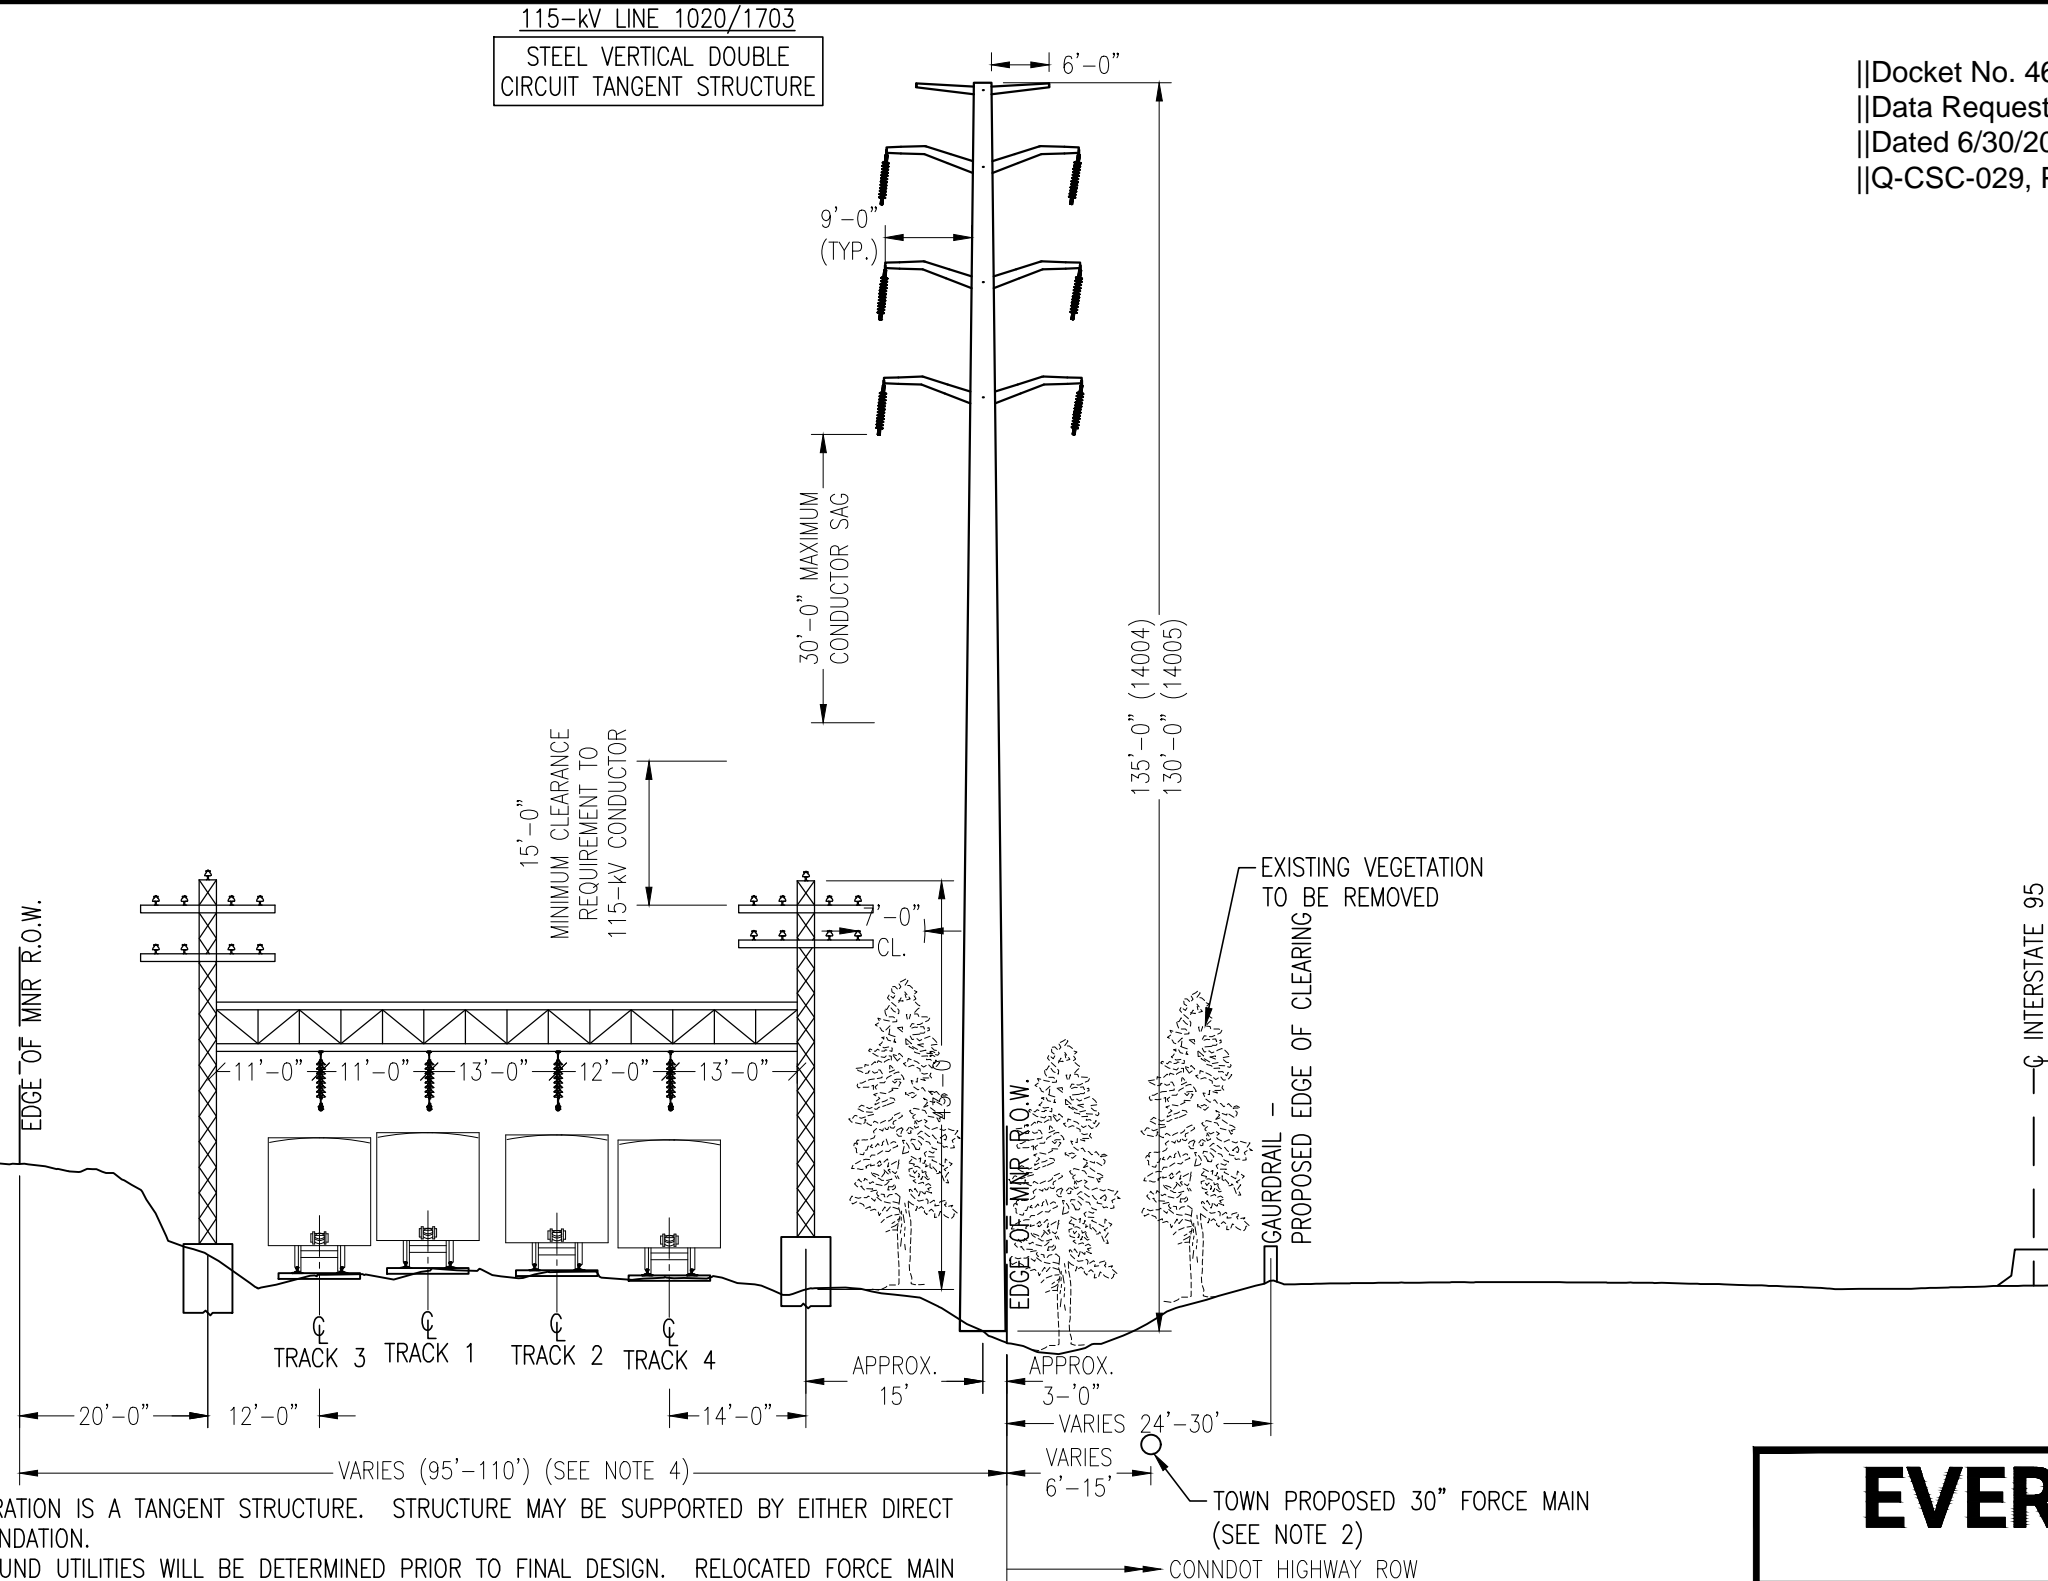 115-kV LINE 1020/1703
STEEL VERTICAL DOUBLE
CIRCUIT TANGENT STRUCTURE
||Docket No. 46
||Data Request
||Dated 6/30/20
||Q-CSC-029, P
6'-0"
9'-0"
(TYP.)
30'-0" MAXIMUM
CONDUCTOR SAG
135'-0" (14004)
130'-0" (14005)
15'-0"
MINIMUM CLEARANCE
REQUIREMENT TO
115-kV CONDUCTOR
7'-0"
CL.
EXISTING VEGETATION
TO BE REMOVED
EDGE OF MNR R.O.W.
11'-0" 11'-0" 13'-0" 12'-0" 13'-0"
43'-0"
EDGE OF MNR R.O.W.
GAURDRAIL -
PROPOSED EDGE OF CLEARING
℄ INTERSTATE 95
℄ ℄ ℄ ℄
TRACK 3 TRACK 1 TRACK 2 TRACK 4
APPROX.
15'
APPROX.
3-'0"
20'-0" 12'-0" 14'-0"
VARIES 24'-30'
VARIES (95'-110') (SEE NOTE 4)
VARIES
6'-15'
TOWN PROPOSED 30" FORCE MAIN
(SEE NOTE 2)
CONNDOT HIGHWAY ROW
RATION IS A TANGENT STRUCTURE. STRUCTURE MAY BE SUPPORTED BY EITHER DIRECT
NDATION.
UND UTILITIES WILL BE DETERMINED PRIOR TO FINAL DESIGN. RELOCATED FORCE MAIN
EVER